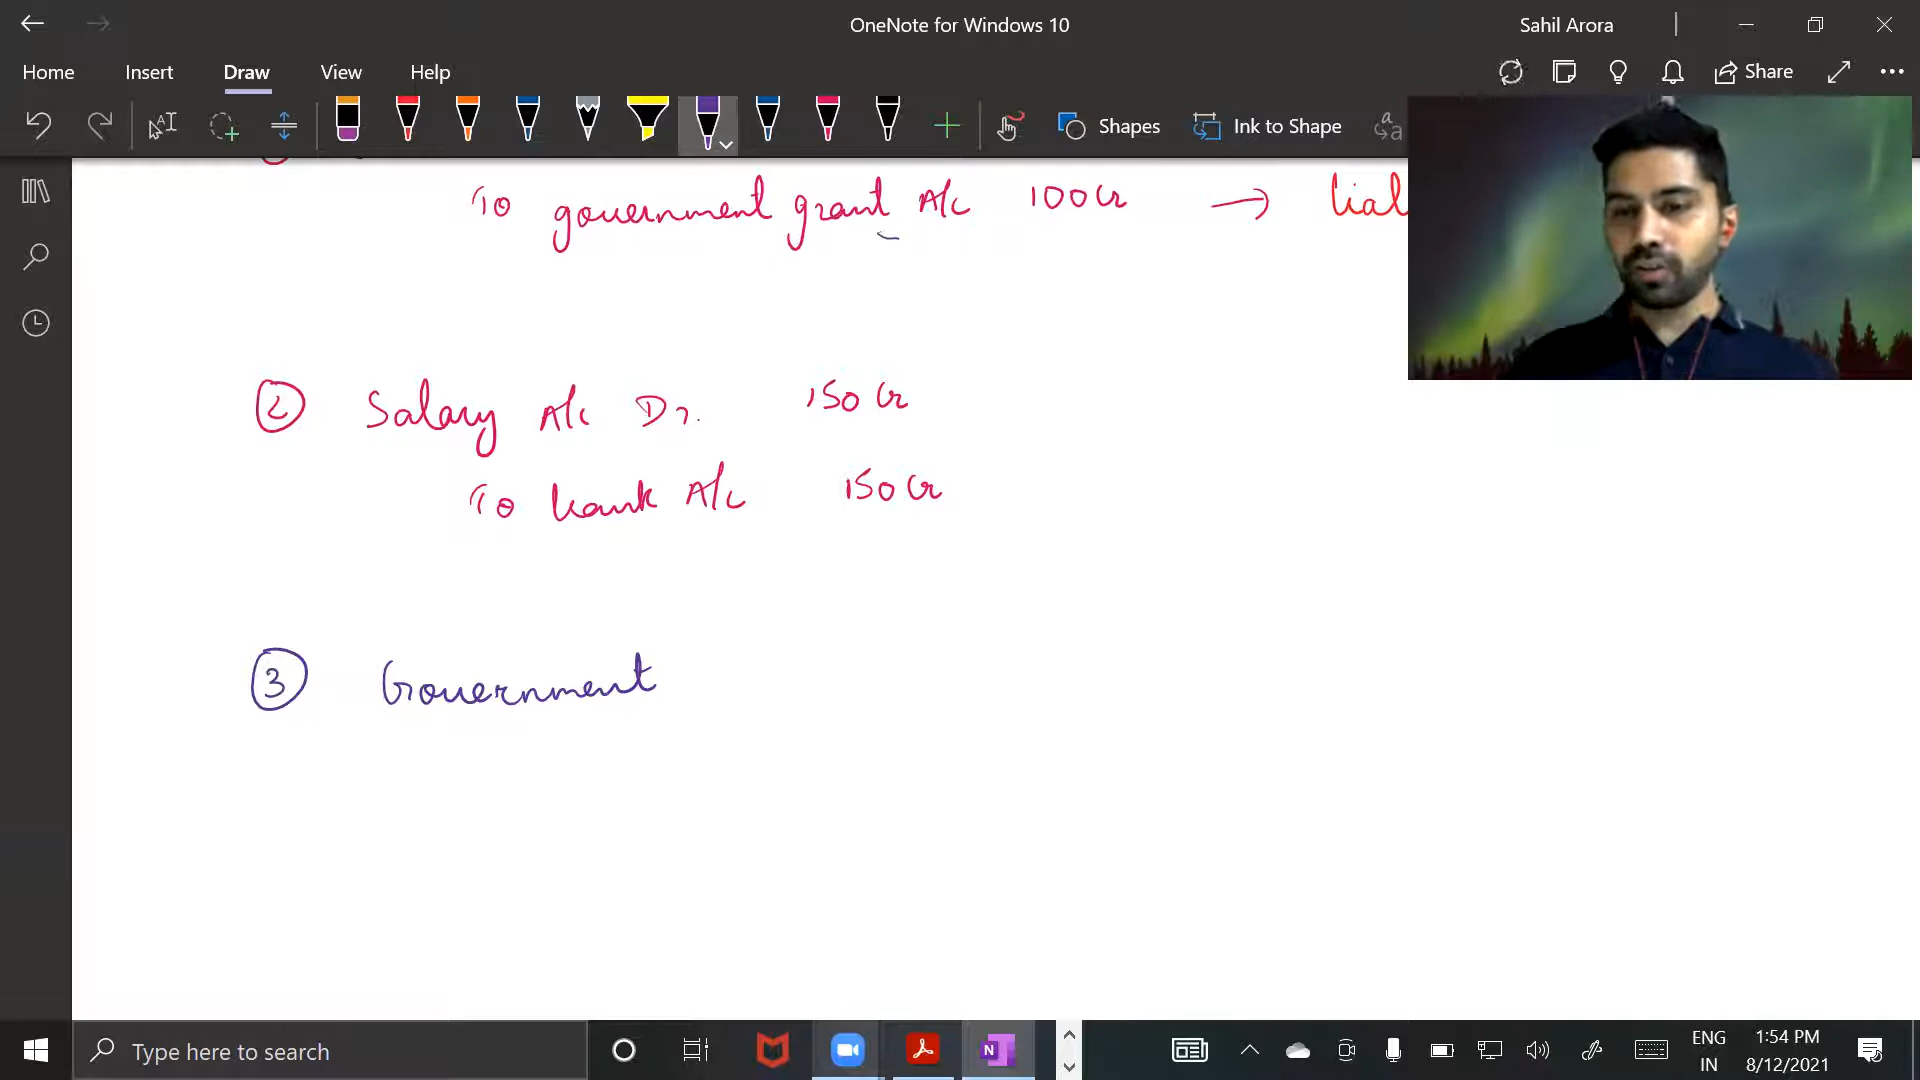 OneNote for Windows 10
Sahil Arora
Home Insert Draw View Help
Share
Shapes
Ink to Shape
To government grant A/c 100 Cr → lial
② Salary A/c Dr. 150 Cr
To bank A/c 150 Cr
③ Government
Type here to search
ENG
IN
1:54 PM
8/12/2021